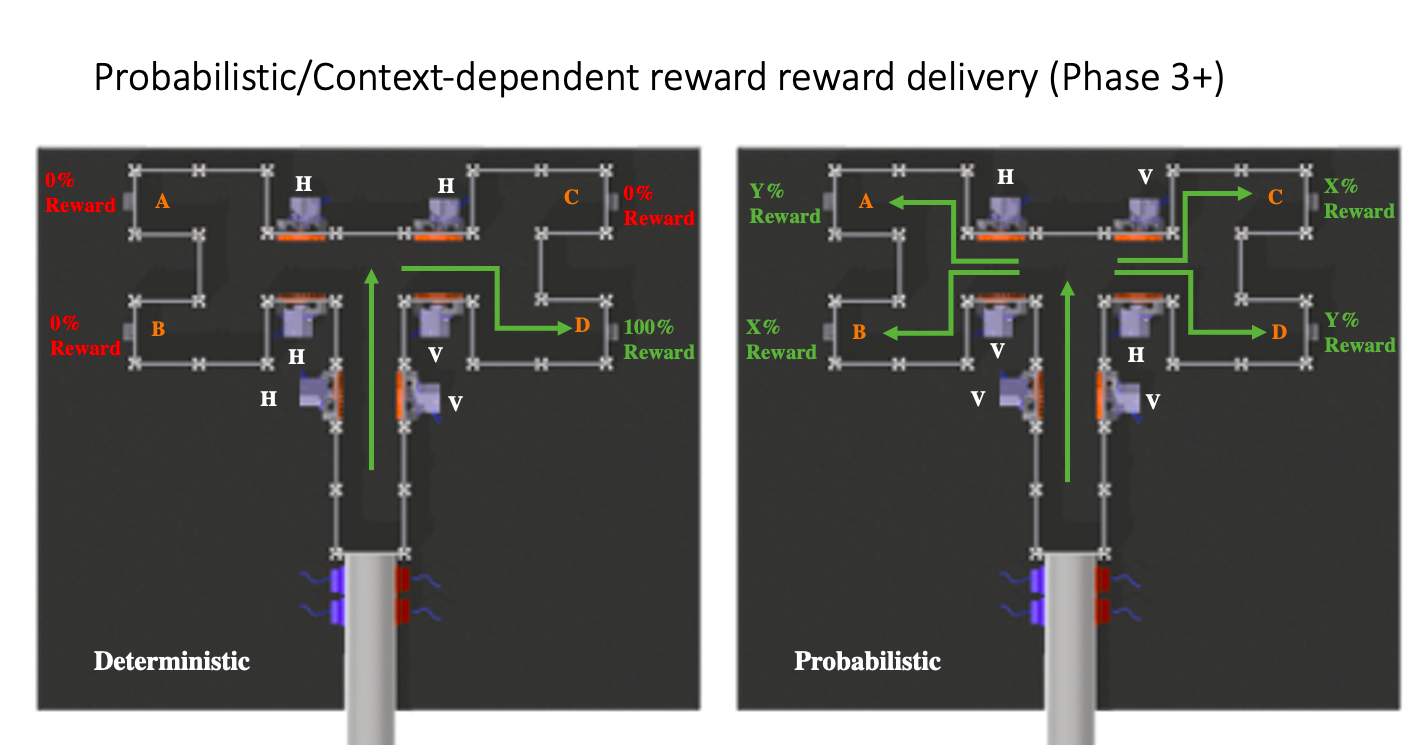 Probabilistic/Context-dependent reward reward delivery (Phase 3+)
0%
Reward
A
H
H
C
0%
Reward
0%
Reward
B
H
V
D
100%
Reward
H
V
Deterministic
Y%
Reward
A
H
V
C
X%
Reward
X%
Reward
B
V
H
D
Y%
Reward
V
V
Probabilistic